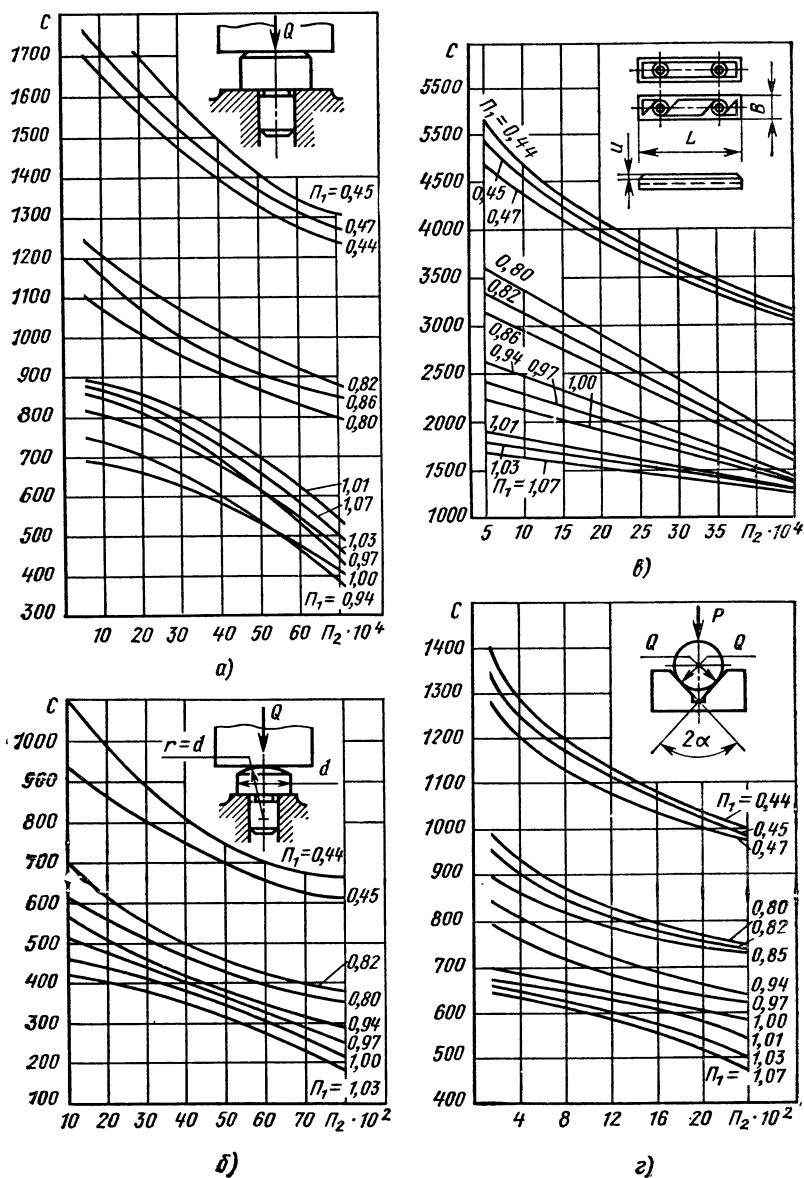 C
1700
1600
1500
1400
1300
1200
1100
1000
900
800
700
600
500
400
300
Q
П₁=0,45
0,47
0,44
0,82
0,86
0,80
1,01
1,07
1,03
0,97
1,00
П₁=0,94
10 20 30 40 50 60 П₂·10⁴
а)
C
5500
5500
4500
4000
3500
3000
2500
2000
1500
1000
П₁=0,44
0,45
0,47
0,80
0,82
0,86
0,94 0,97 1,00
1,01
1,03 П₁=1,07
B
L
u
5 10 15 20 25 30 35 П₂·10⁴
в)
C
1000
900
800
700
600
500
400
300
200
100
Q
r=d
d
П₁=0,44
0,45
0,82
0,80
0,94
0,97
1,00
П₁=1,03
10 20 30 40 50 60 70 П₂·10²
б)
C
1400
1300
1200
1100
1000
900
800
700
600
500
400
P
Q Q
2α
П₁=0,44
0,45
0,47
0,80
0,82
0,85
0,94
0,97
1,00
1,01
1,03
П₁=
1,07
4 8 12 16 20 П₂·10²
г)